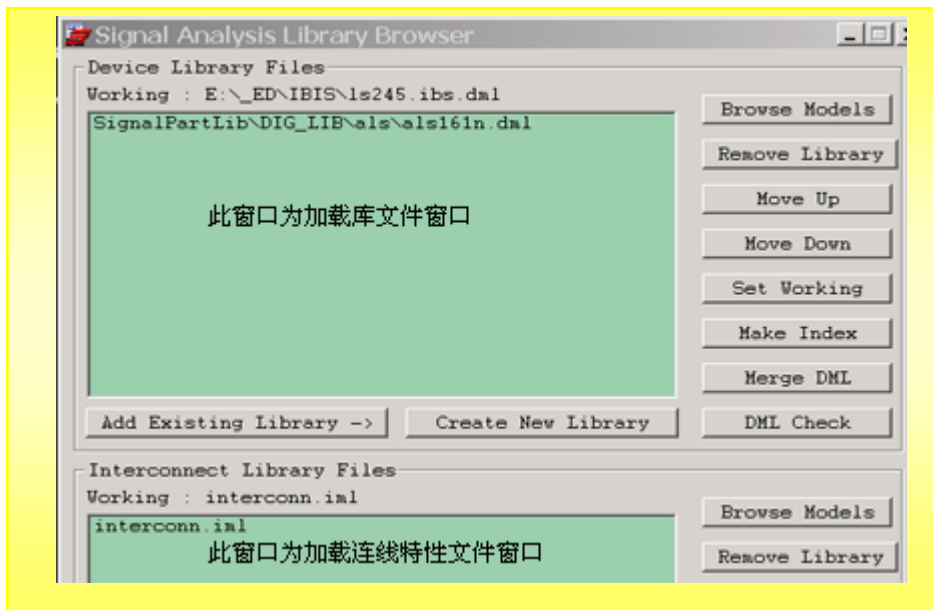 Signal Analysis Library Browser
Device Library Files
Working : E:\_ED\IBIS\ls245.ibs.dml
SignalPartLib\DIG_LIB\als\als161n.dml
此窗口为加载库文件窗口
Browse Models
Remove Library
Move Up
Move Down
Set Working
Make Index
Merge DML
Add Existing Library ->
Create New Library
DML Check
Interconnect Library Files
Working : interconn.iml
interconn.iml
此窗口为加载连线特性文件窗口
Browse Models
Remove Library